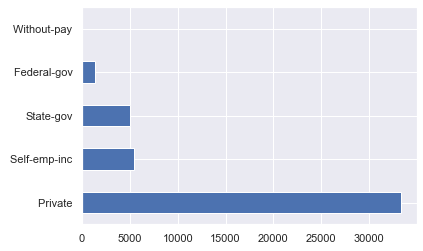 Without-pay
Federal-gov
State-gov
Self-emp-inc
Private
0 5000 10000 15000 20000 25000 30000